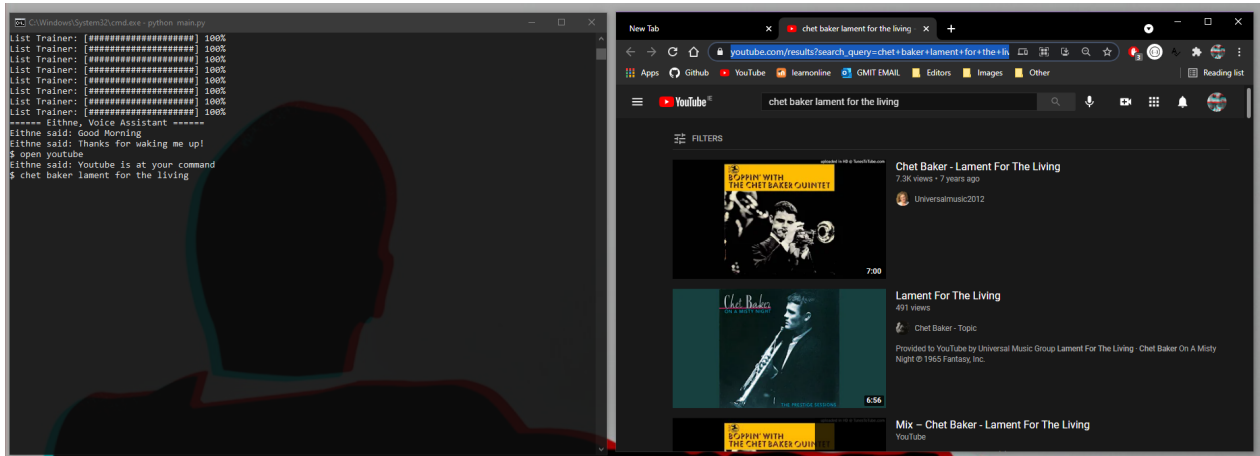 C:\Windows\System32\cmd.exe - python main.py
List Trainer: [####################] 100%
List Trainer: [####################] 100%
List Trainer: [####################] 100%
List Trainer: [####################] 100%
List Trainer: [####################] 100%
List Trainer: [####################] 100%
List Trainer: [####################] 100%
List Trainer: [####################] 100%
====== Eithne, Voice Assistant ======
Eithne said: Good Morning
Eithne said: Thanks for waking me up!
$ open youtube
Eithne said: Youtube is at your command
$ chet baker lament for the living
New Tab
chet baker lament for the living
youtube.com/results?search_query=chet+baker+lament+for+the+liv
3
Apps Github YouTube learnonline GMIT EMAIL Editors Images Other Reading list
YouTube IE
chet baker lament for the living
FILTERS
BOPPIN' WITH
THE CHET BAKER QUINTET
7:00
Chet Baker - Lament For The Living
7.3K views • 7 years ago
Universalmusic2012
Chet Baker
ON A MISTY NIGHT
THE PRESTIGE SESSIONS
6:56
Lament For The Living
491 views
Chet Baker - Topic
Provided to YouTube by Universal Music Group Lament For The Living · Chet Baker On A Misty
Night ℗ 1965 Fantasy, Inc.
BOPPIN' WITH
THE CHET BAKER QUINTET
Mix – Chet Baker - Lament For The Living
YouTube